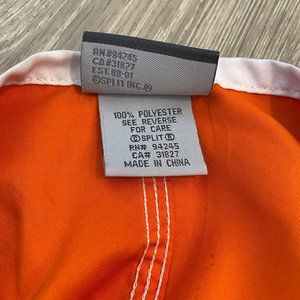 RN#94245
CA#31827
EST.88-01
©SPLIT INC.®
100% POLYESTER
SEE REVERSE
FOR CARE
©SPLIT®
RN# 94245
CA# 31827
MADE IN CHINA